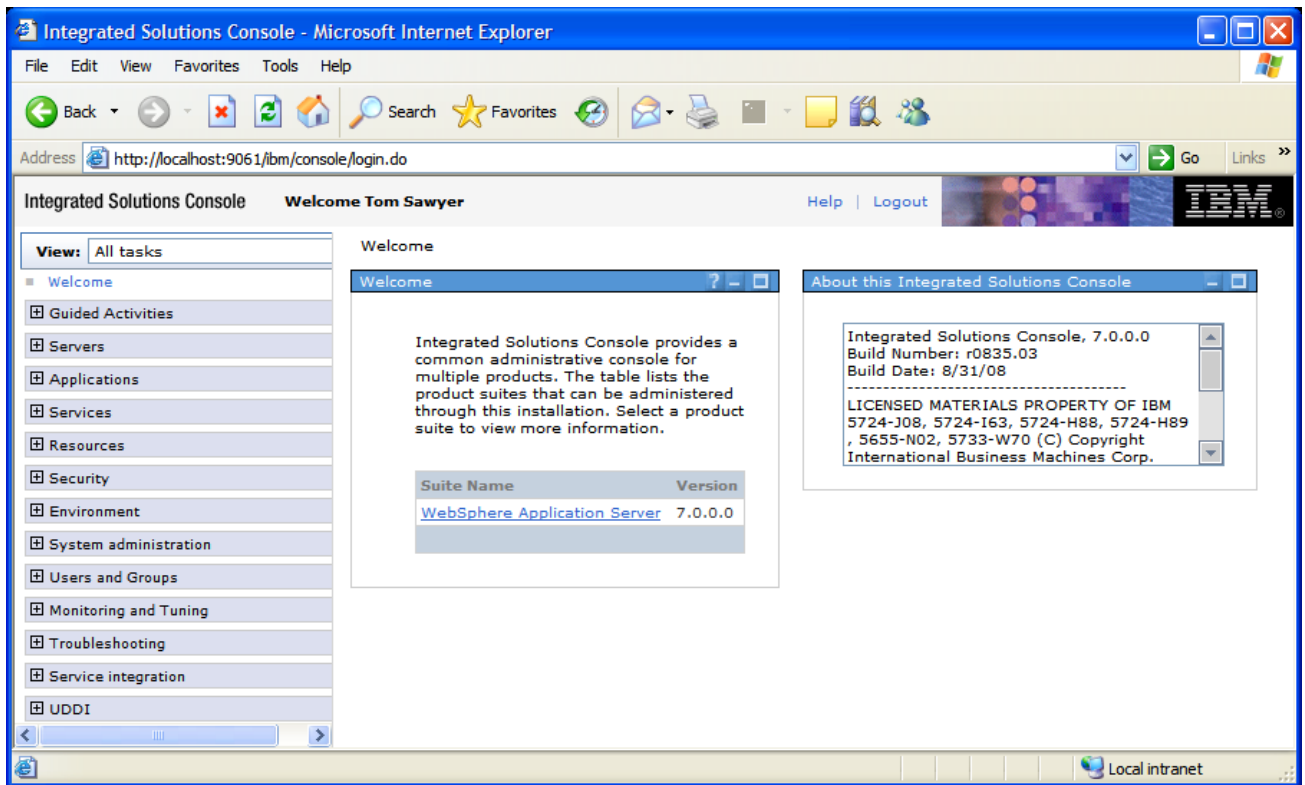 Integrated Solutions Console - Microsoft Internet Explorer
File Edit View Favorites Tools Help
Back Search Favorites
Address http://localhost:9061/ibm/console/login.do Go Links »
Integrated Solutions Console Welcome Tom Sawyer Help | Logout IBM®
View: All tasks
Welcome
Guided Activities
Servers
Applications
Services
Resources
Security
Environment
System administration
Users and Groups
Monitoring and Tuning
Troubleshooting
Service integration
UDDI
Welcome
Welcome ?
Integrated Solutions Console provides a
common administrative console for
multiple products. The table lists the
product suites that can be administered
through this installation. Select a product
suite to view more information.
Suite Name Version
WebSphere Application Server 7.0.0.0
About this Integrated Solutions Console
Integrated Solutions Console, 7.0.0.0
Build Number: r0835.03
Build Date: 8/31/08
---------------------------------------
LICENSED MATERIALS PROPERTY OF IBM
5724-J08, 5724-I63, 5724-H88, 5724-H89
, 5655-N02, 5733-W70 (C) Copyright
International Business Machines Corp.
Local intranet